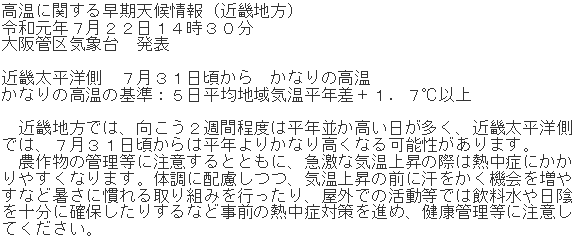 高温に関する早期天候情報（近畿地方）
令和元年７月２２日１４時３０分
大阪管区気象台　発表
近畿太平洋側　７月３１日頃から　かなりの高温
かなりの高温の基準：５日平均地域気温平年差＋１．７℃以上
　近畿地方では、向こう２週間程度は平年並か高い日が多く、近畿太平洋側
では、７月３１日頃からは平年よりかなり高くなる可能性があります。
　農作物の管理等に注意するとともに、急激な気温上昇の際は熱中症にかか
りやすくなります。体調に配慮しつつ、気温上昇の前に汗をかく機会を増や
すなど暑さに慣れる取り組みを行ったり、屋外での活動等では飲料水や日陰
を十分に確保したりするなど事前の熱中症対策を進め、健康管理等に注意し
てください。